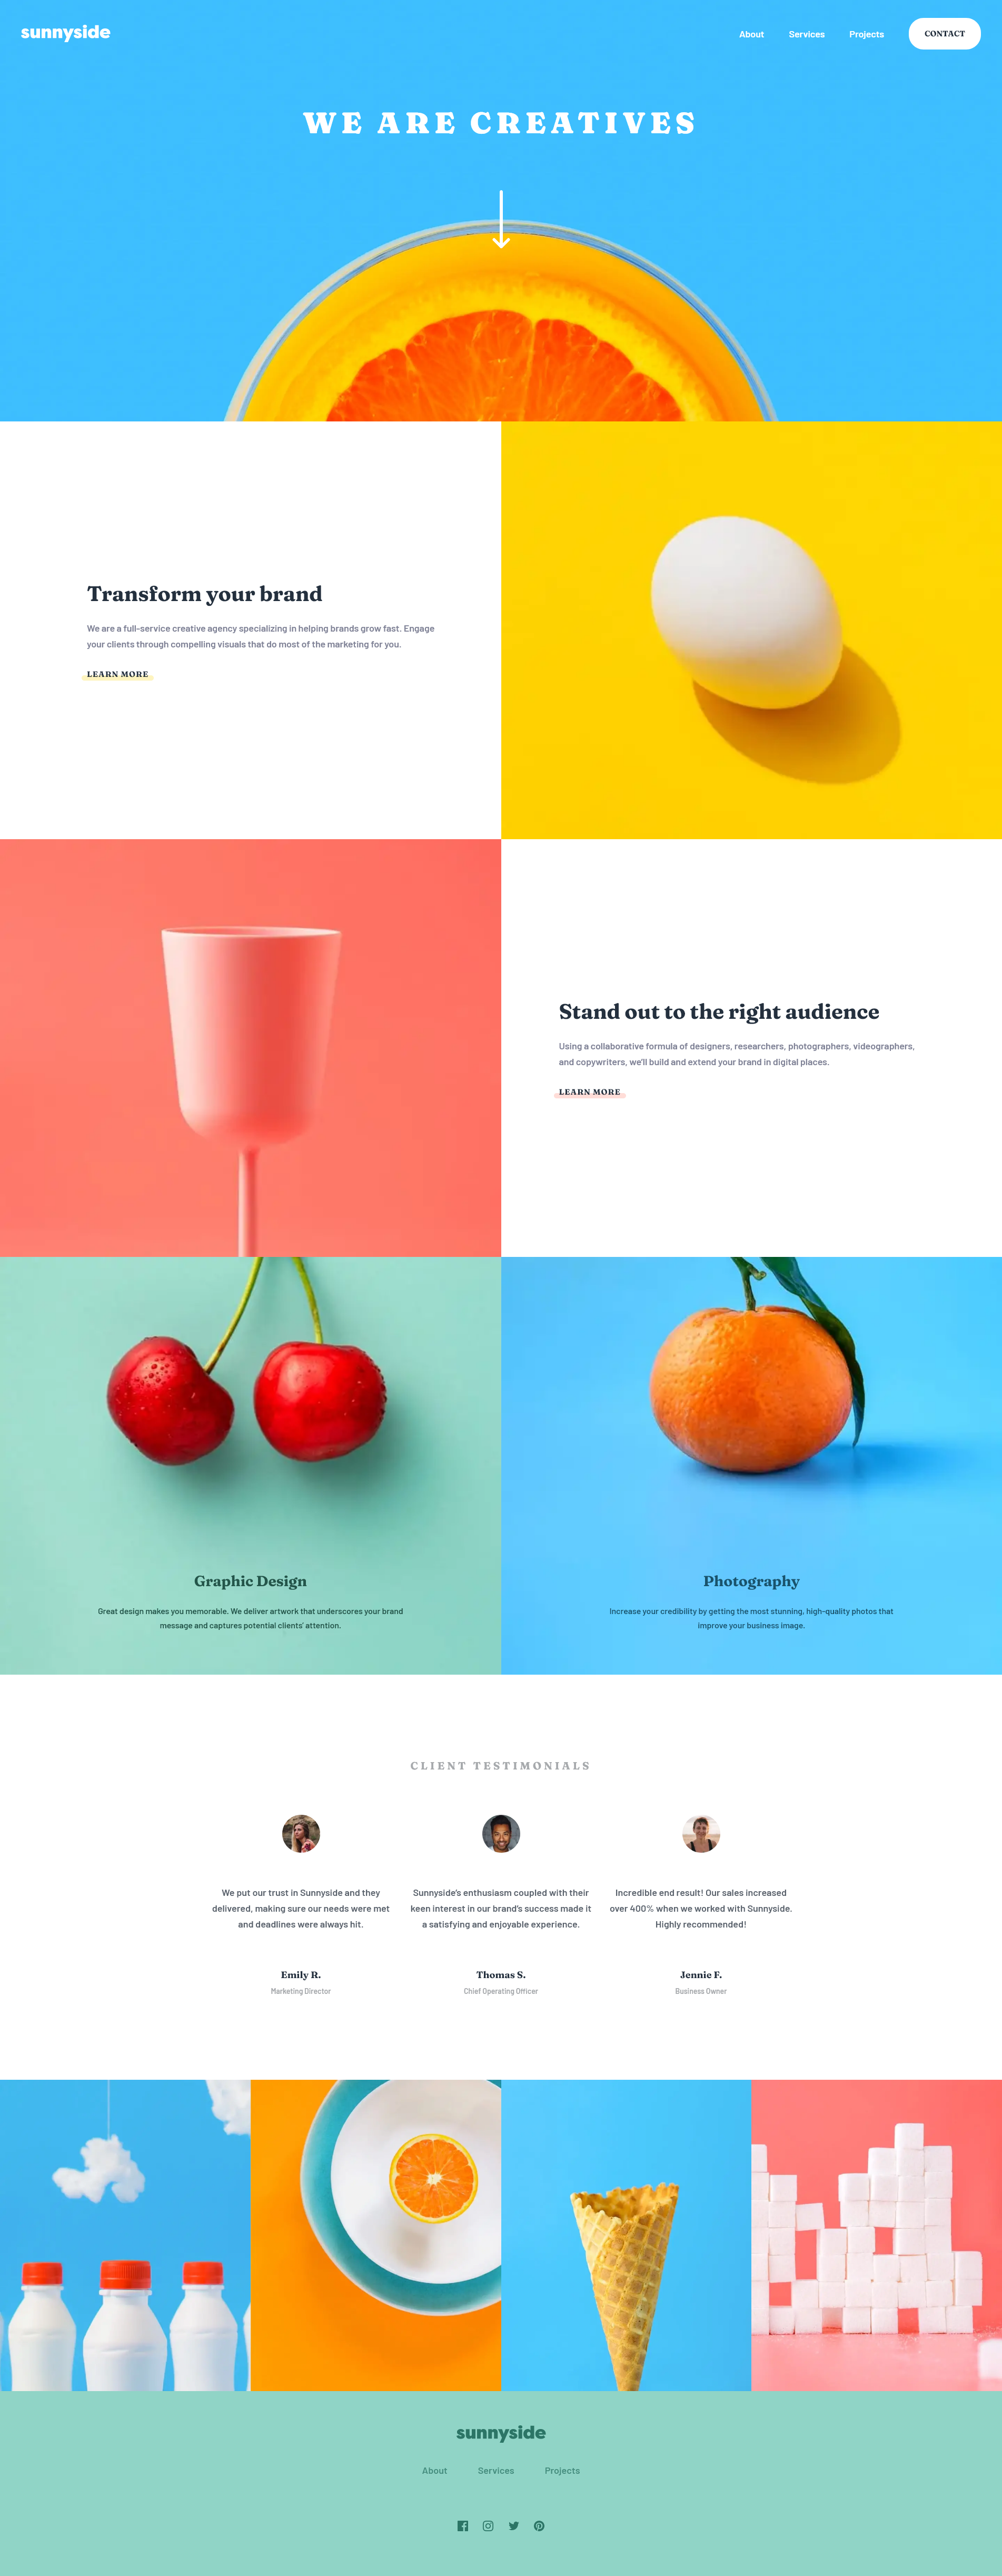 sunnyside
About Services Projects CONTACT
WE ARE CREATIVES
Transform your brand
We are a full-service creative agency specializing in helping brands grow fast. Engage
your clients through compelling visuals that do most of the marketing for you.
LEARN MORE
Stand out to the right audience
Using a collaborative formula of designers, researchers, photographers, videographers,
and copywriters, we'll build and extend your brand in digital places.
LEARN MORE
Graphic Design
Great design makes you memorable. We deliver artwork that underscores your brand
message and captures potential clients' attention.
Photography
Increase your credibility by getting the most stunning, high-quality photos that
improve your business image.
CLIENT TESTIMONIALS
We put our trust in Sunnyside and they
delivered, making sure our needs were met
and deadlines were always hit.
Emily R.
Marketing Director
Sunnyside's enthusiasm coupled with their
keen interest in our brand's success made it
a satisfying and enjoyable experience.
Thomas S.
Chief Operating Officer
Incredible end result! Our sales increased
over 400% when we worked with Sunnyside.
Highly recommended!
Jennie F.
Business Owner
sunnyside
About Services Projects